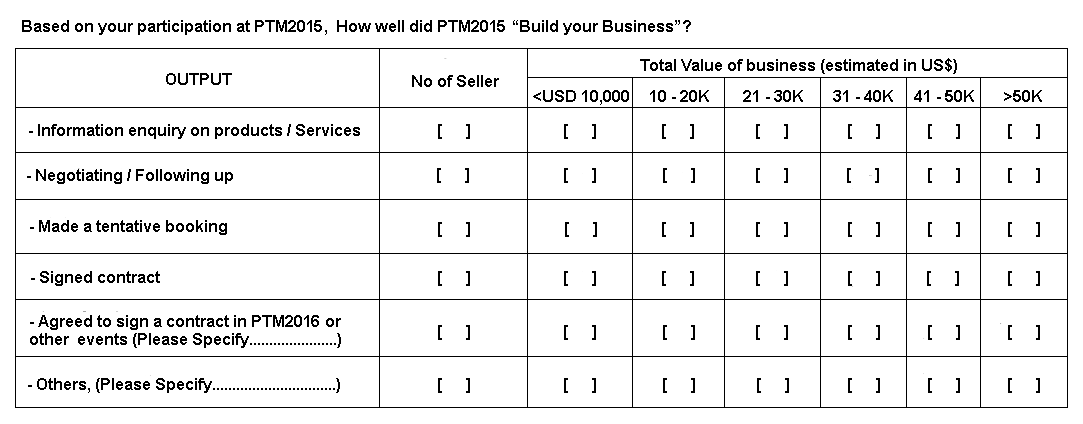 Based on your participation at PTM2015,  How well did PTM2015 “Build your Business”?
OUTPUT
No of Seller
Total Value of business (estimated in US$)
<USD 10,000 10 - 20K 21 - 30K 31 - 40K 41 - 50K >50K
- Information enquiry on products / Services [ ] [ ] [ ] [ ] [ ] [ ] [ ]
- Negotiating / Following up [ ] [ ] [ ] [ ] [ ] [ ] [ ]
- Made a tentative booking [ ] [ ] [ ] [ ] [ ] [ ] [ ]
- Signed contract [ ] [ ] [ ] [ ] [ ] [ ] [ ]
- Agreed to sign a contract in PTM2016 or
other events (Please Specify......................) [ ] [ ] [ ] [ ] [ ] [ ] [ ]
- Others, (Please Specify...............................) [ ] [ ] [ ] [ ] [ ] [ ] [ ]